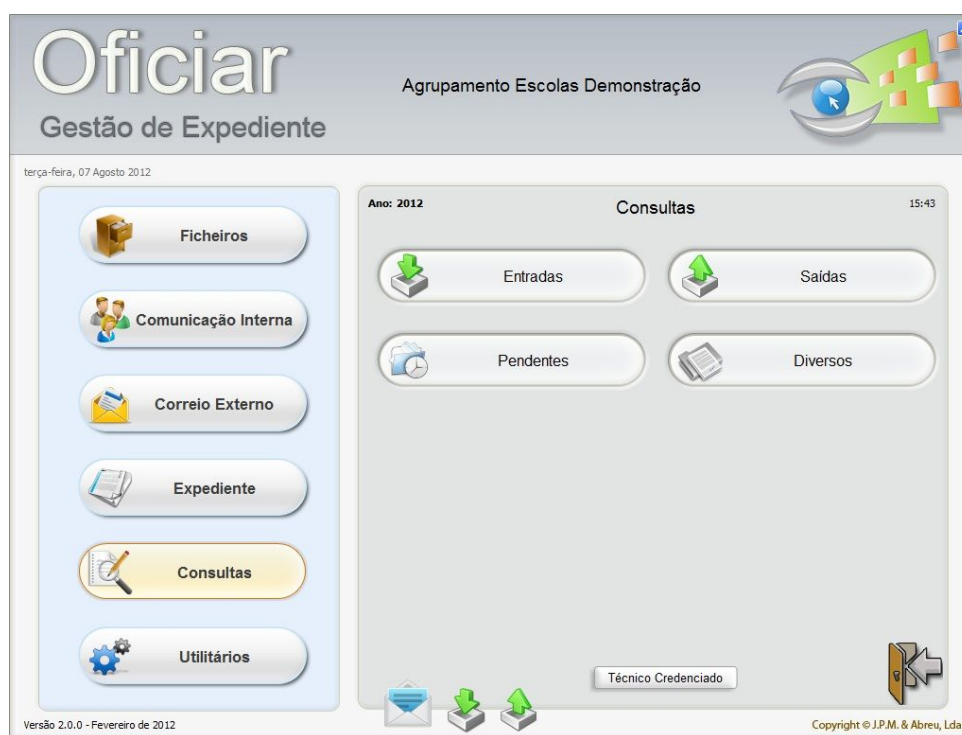 Oficiar
Gestão de Expediente
Agrupamento Escolas Demonstração
terça-feira, 07 Agosto 2012
Ficheiros
Comunicação Interna
Correio Externo
Expediente
Consultas
Utilitários
Ano: 2012
Consultas
15:43
Entradas
Saídas
Pendentes
Diversos
Técnico Credenciado
Versão 2.0.0 - Fevereiro de 2012
Copyright © J.P.M. & Abreu, Lda